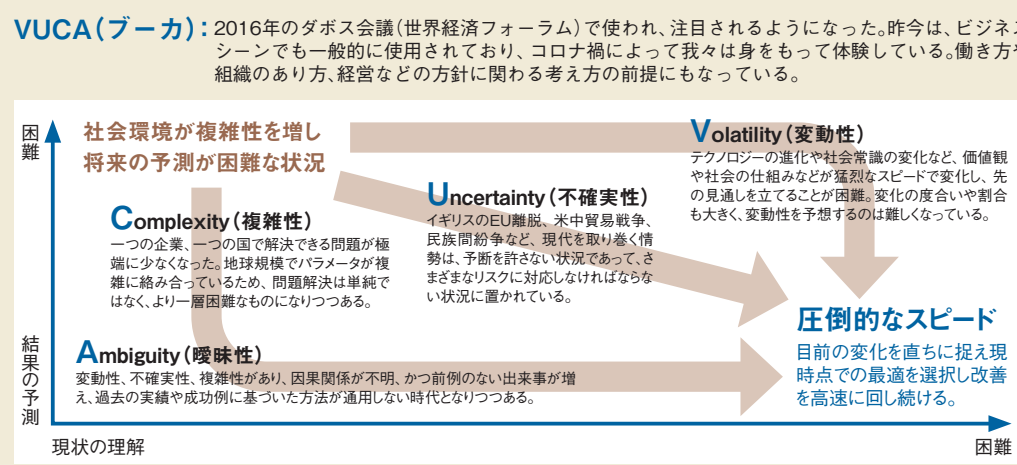 VUCA(ブーカ):2016年のダボス会議(世界経済フォーラム)で使われ、注目されるようになった。昨今は、ビジネス
シーンでも一般的に使用されており、コロナ禍によって我々は身をもって体験している。働き方や
組織のあり方、経営などの方針に関わる考え方の前提にもなっている。
困難
社会環境が複雑性を増し
将来の予測が困難な状況
Volatility(変動性)
テクノロジーの進化や社会常識の変化など、価値観
や社会の仕組みなどが猛烈なスピードで変化し、先
の見通しを立てることが困難。変化の度合いや割合
も大きく、変動性を予想するのは難しくなっている。
Uncertainty(不確実性)
イギリスのEU離脱、米中貿易戦争、
民族間紛争など、現代を取り巻く情
勢は、予断を許さない状況であって、さ
まざまなリスクに対応しなければならな
い状況に置かれている。
Complexity(複雑性)
一つの企業、一つの国で解決できる問題が極
端に少なくなった。地球規模でパラメータが複
雑に絡み合っているため、問題解決は単純で
はなく、より一層困難なものになりつつある。
Ambiguity(曖昧性)
変動性、不確実性、複雑性があり、因果関係が不明、かつ前例のない出来事が増
え、過去の実績や成功例に基づいた方法が通用しない時代となりつつある。
圧倒的なスピード
目前の変化を直ちに捉え現
時点での最適を選択し改善
を高速に回し続ける。
結果の予測
現状の理解
困難